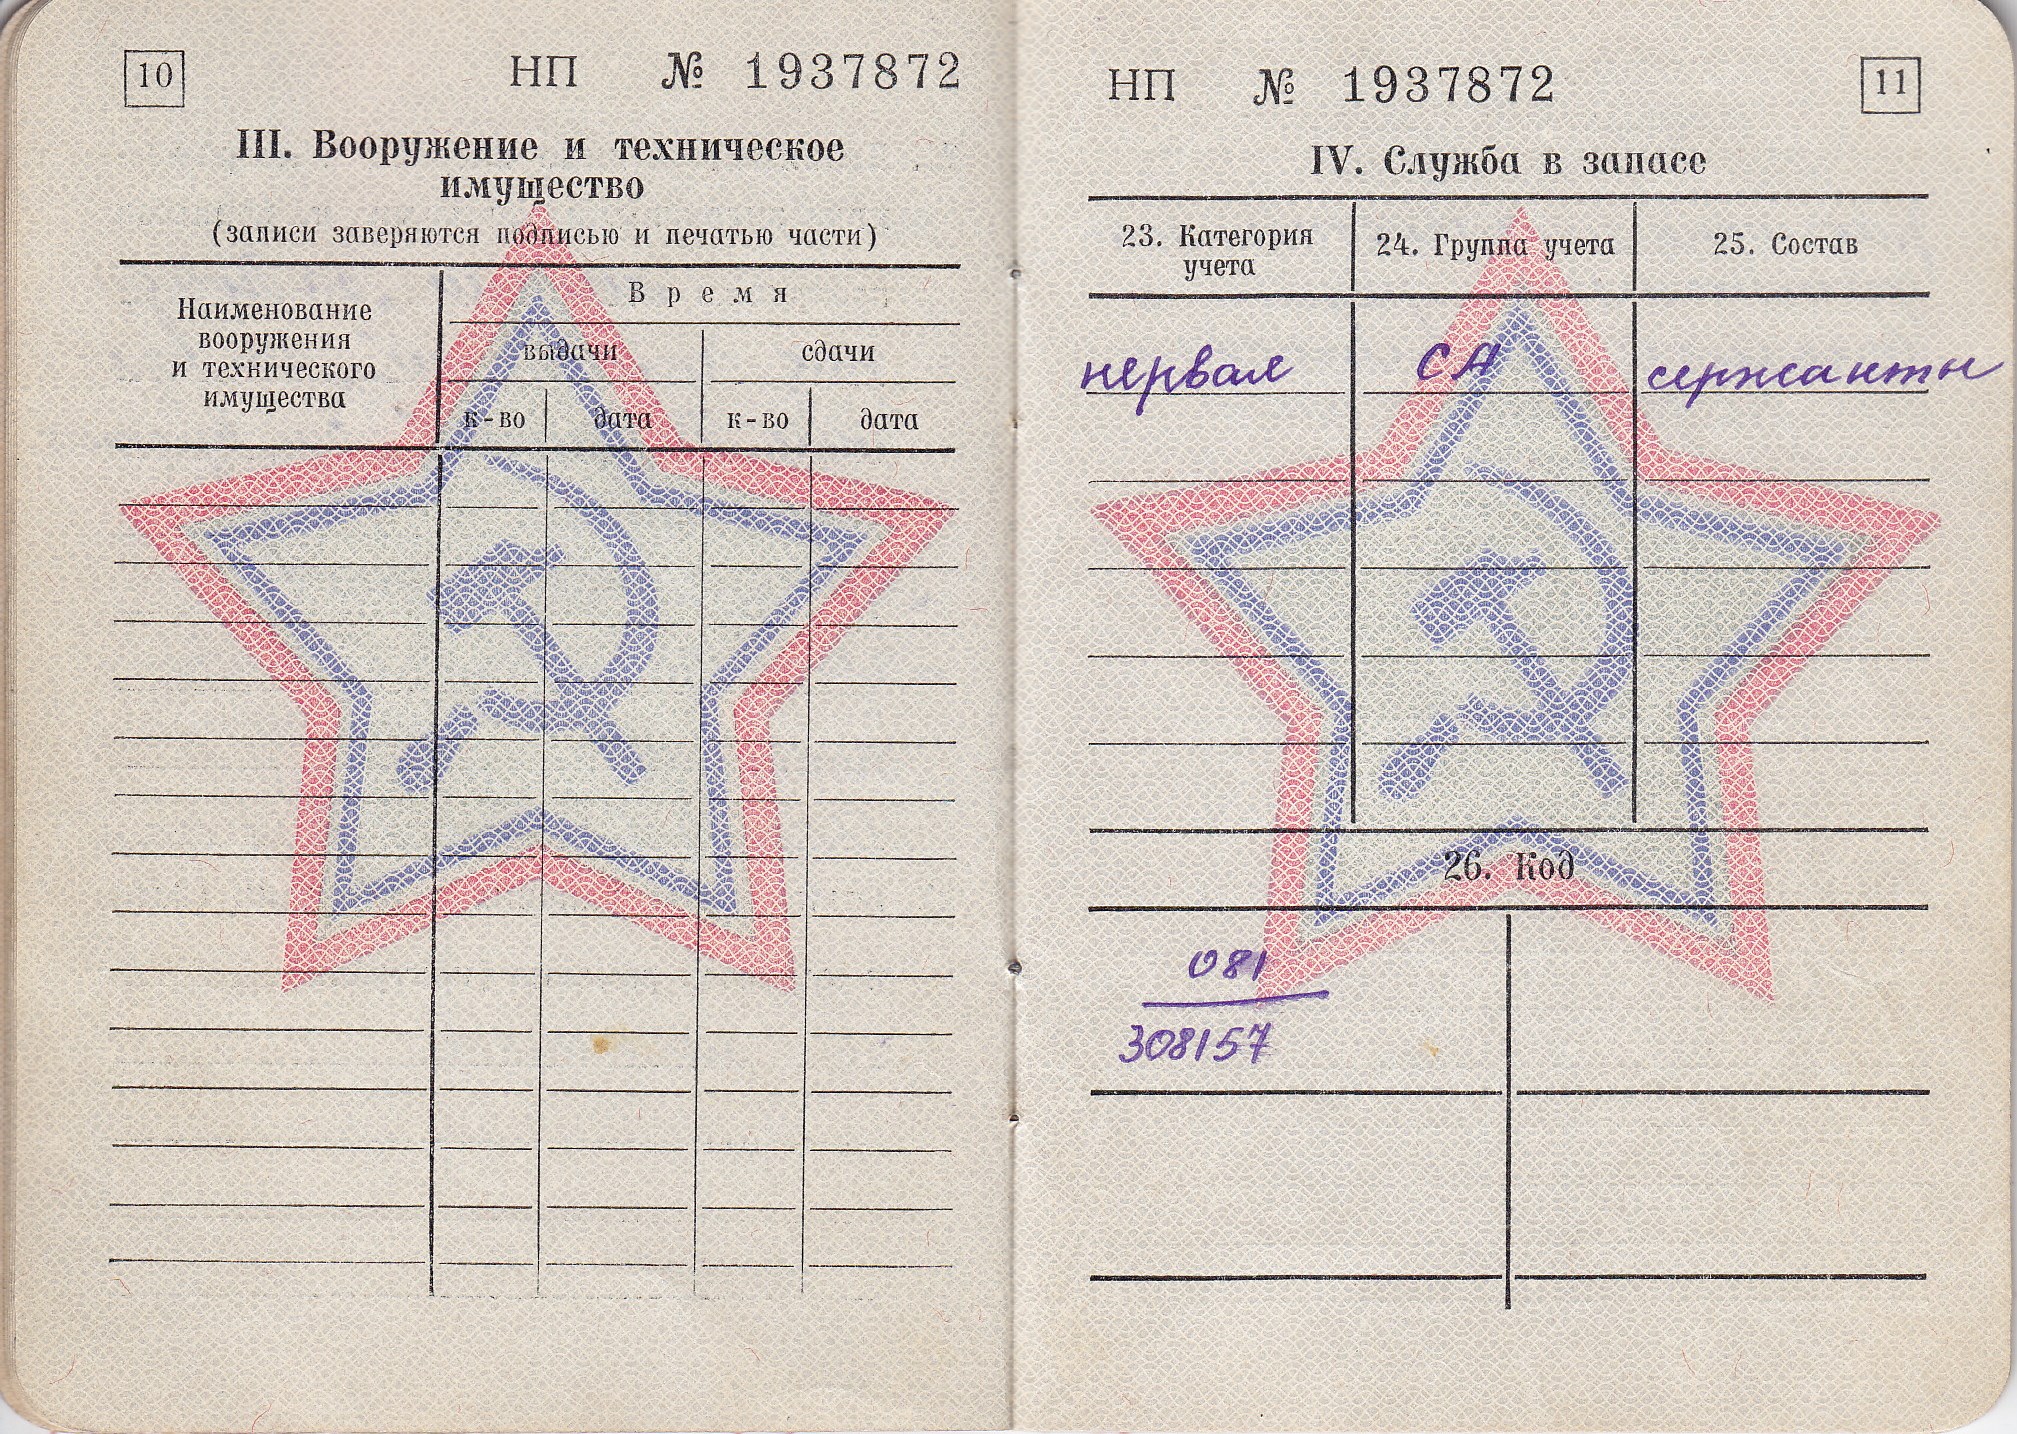 10
НП № 1937872
III. Вооружение и техническое
имущество
(записи заверяются подписью и печатью части)
Наименование
вооружения
и технического
имущества
Время
выдачи
сдачи
к-во
дата
к-во
дата
НП № 1937872
11
IV. Служба в запасе
23. Категория
учета
24. Группа учета
25. Состав
первая
СА
сержанты
26. Код
081
308157